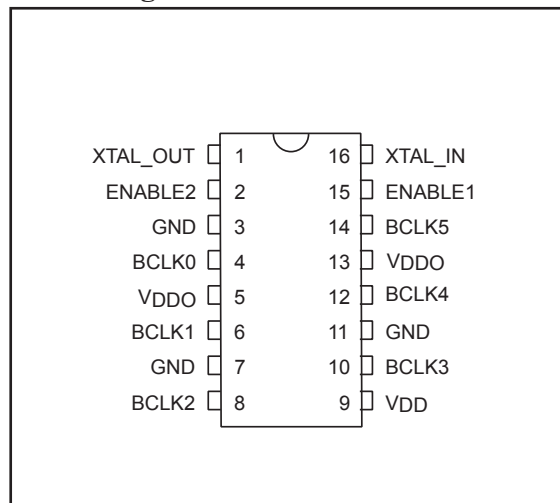 XTAL_OUT 1 16 XTAL_IN
ENABLE2 2 15 ENABLE1
GND 3 14 BCLK5
BCLK0 4 13 VDDO
VDDO 5 12 BCLK4
BCLK1 6 11 GND
GND 7 10 BCLK3
BCLK2 8 9 VDD